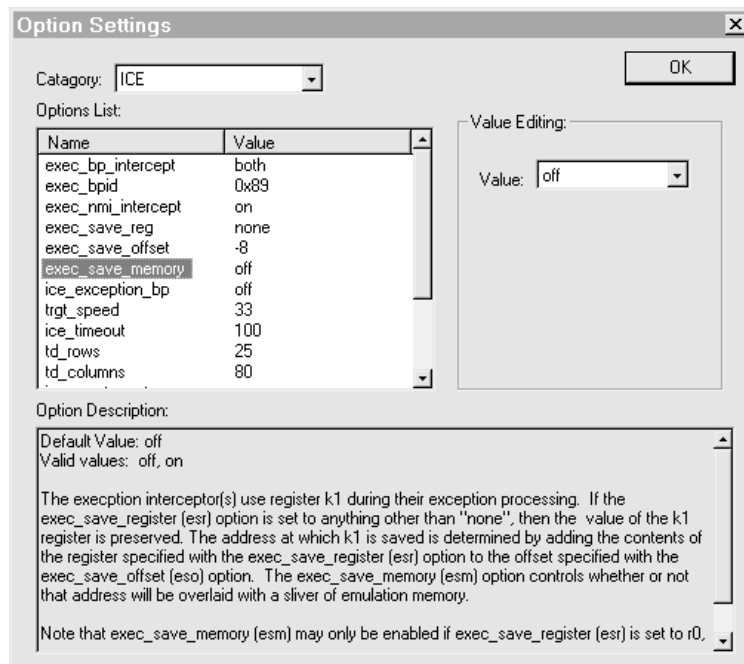 Option Settings
OK
Catagory: ICE
Options List:
Name Value
exec_bp_intercept both
exec_bpid 0x89
exec_nmi_intercept on
exec_save_reg none
exec_save_offset -8
exec_save_memory off
ice_exception_bp off
trgt_speed 33
ice_timeout 100
td_rows 25
td_columns 80
Value Editing:
Value: off
Option Description:
Default Value: off
Valid values: off, on
The execption interceptor(s) use register k1 during their exception processing. If the
exec_save_register (esr) option is set to anything other than "none", then the value of the k1
register is preserved. The address at which k1 is saved is determined by adding the contents of
the register specified with the exec_save_register (esr) option to the offset specified with the
exec_save_offset (eso) option. The exec_save_memory (esm) option controls whether or not
that address will be overlaid with a sliver of emulation memory.
Note that exec_save_memory (esm) may only be enabled if exec_save_register (esr) is set to r0,